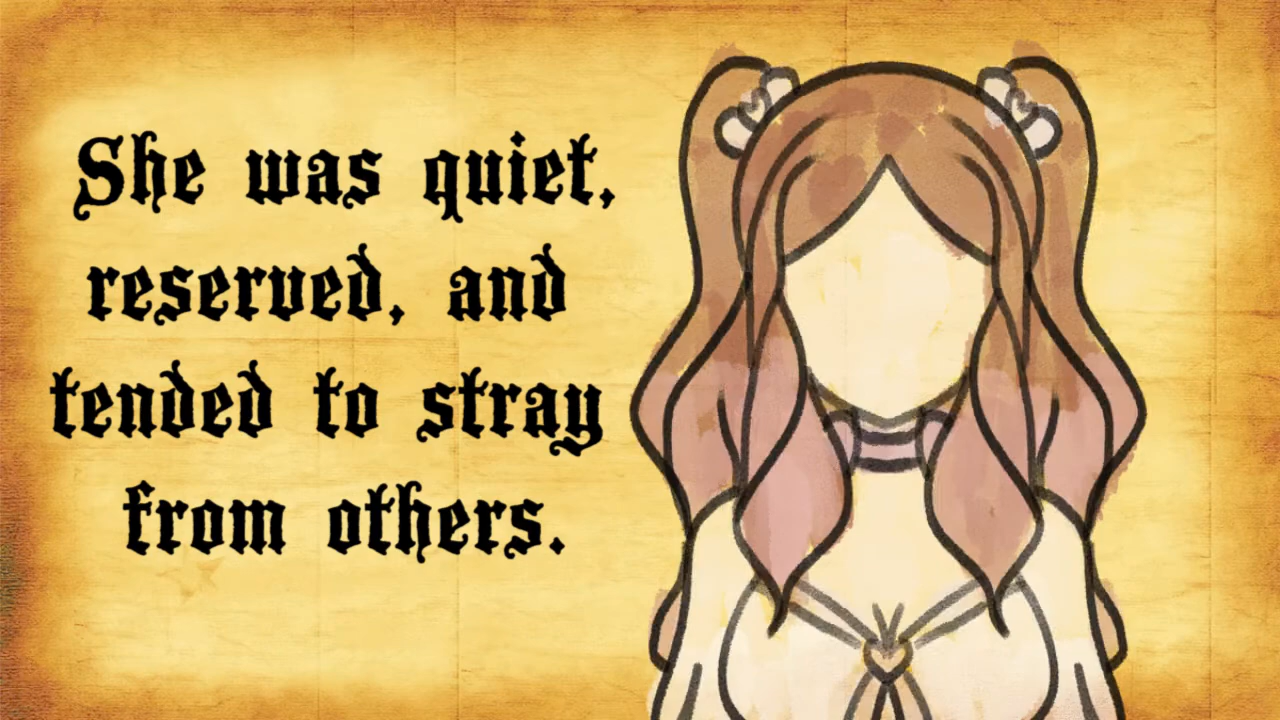 She was quiet,
reserved, and
tended to stray
from others.